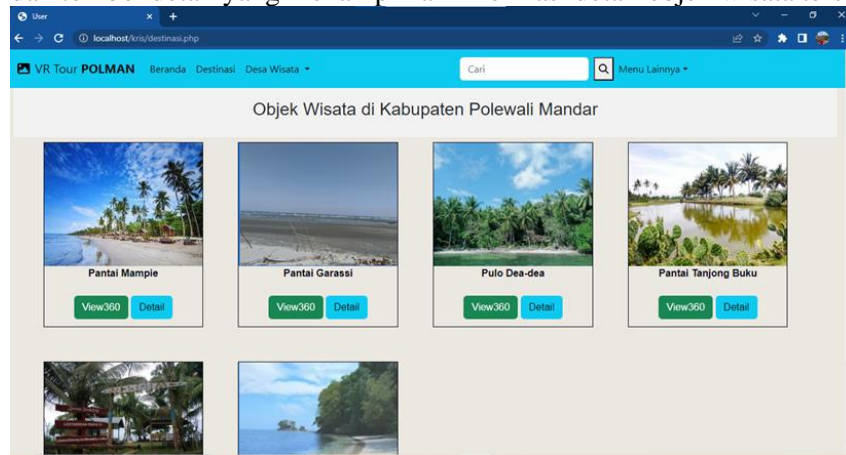 User
localhost/kris/destinasi.php
VR Tour POLMAN Beranda Destinasi Desa Wisata Cari Menu Lainnya
Objek Wisata di Kabupaten Polewali Mandar
Pantai Mampie Pantai Garassi Pulo Dea-dea Pantai Tanjong Buku
View360 Detail View360 Detail View360 Detail View360 Detail